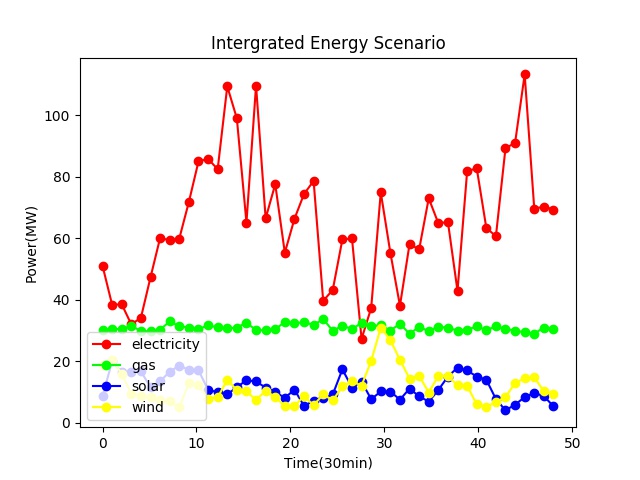 Intergrated Energy Scenario
Power(MW)
100
80
60
40
20
0
electricity
gas
solar
wind
0 10 20 30 40 50
Time(30min)